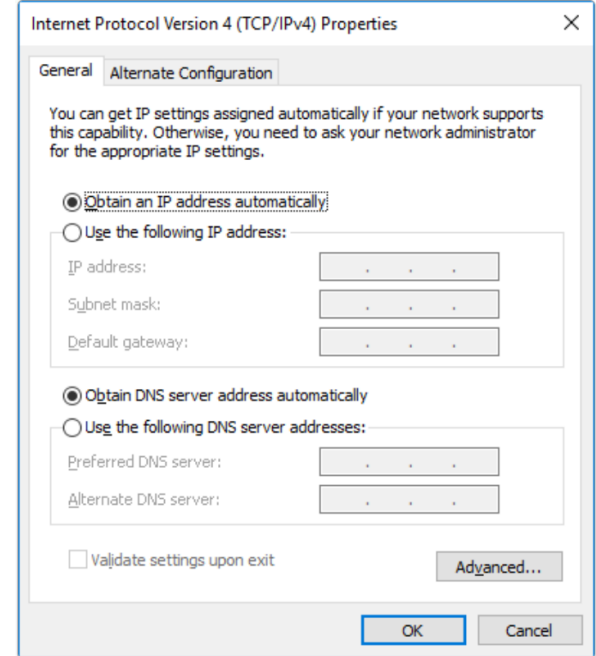 Internet Protocol Version 4 (TCP/IPv4) Properties
General
Alternate Configuration
You can get IP settings assigned automatically if your network supports
this capability. Otherwise, you need to ask your network administrator
for the appropriate IP settings.
Obtain an IP address automatically
Use the following IP address:
IP address:
Subnet mask:
Default gateway:
Obtain DNS server address automatically
Use the following DNS server addresses:
Preferred DNS server:
Alternate DNS server:
Validate settings upon exit
Advanced...
OK
Cancel